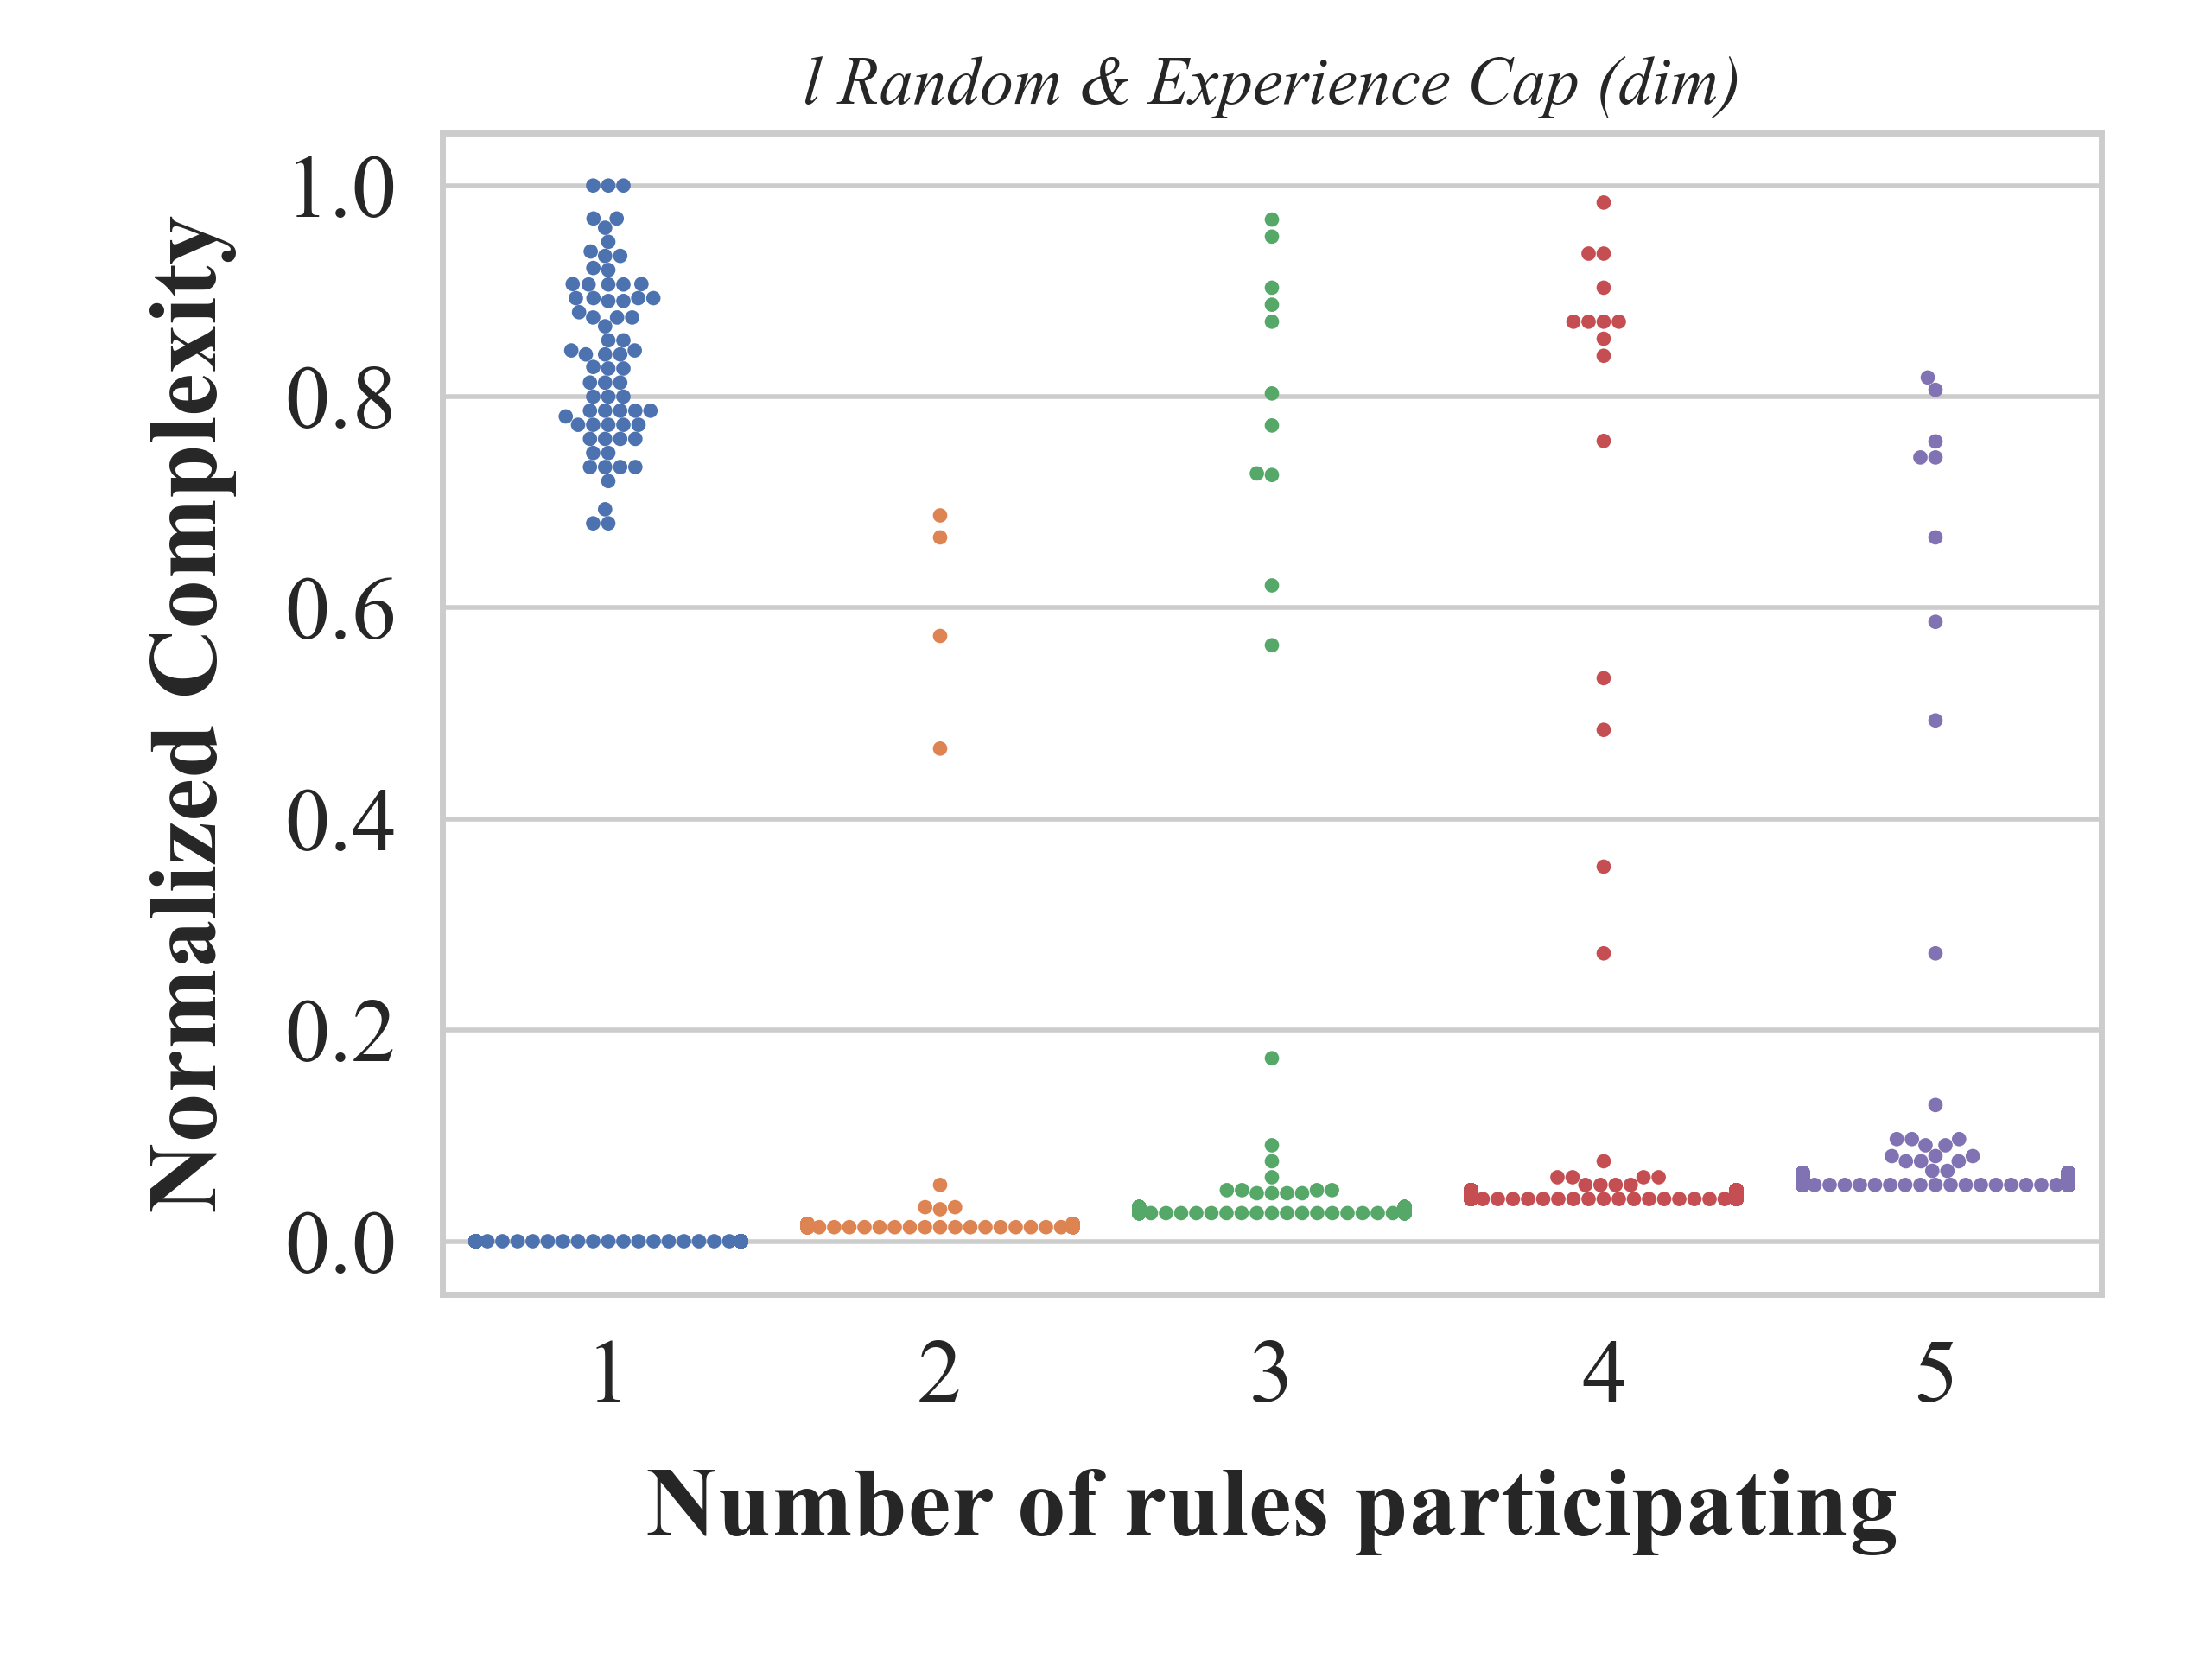 l Random & Experience Cap (dim)
Normalized Complexity
1.0
0.8
0.6
0.4
0.2
0.0
1 2 3 4 5
Number of rules participating